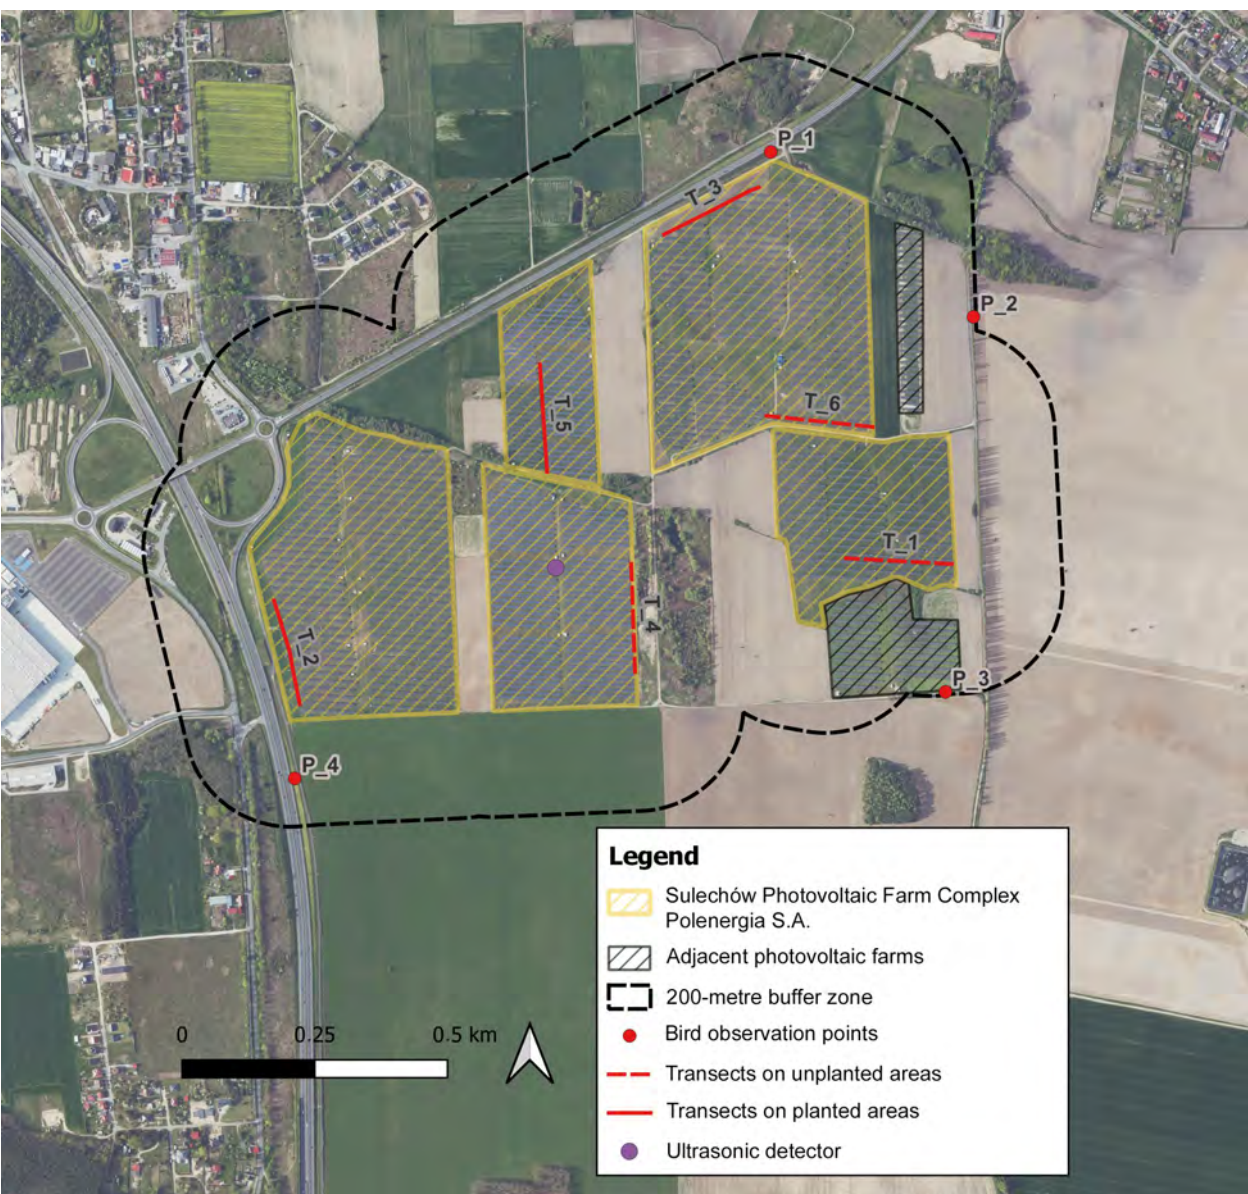 P_1
T_3
P_2
T_6
T_5
T_1
T_4
T_2
P_3
P_4
Legend
Sulechów Photovoltaic Farm Complex
Polenergia S.A.
Adjacent photovoltaic farms
200-metre buffer zone
Bird observation points
Transects on unplanted areas
Transects on planted areas
Ultrasonic detector
0 0.25 0.5 km